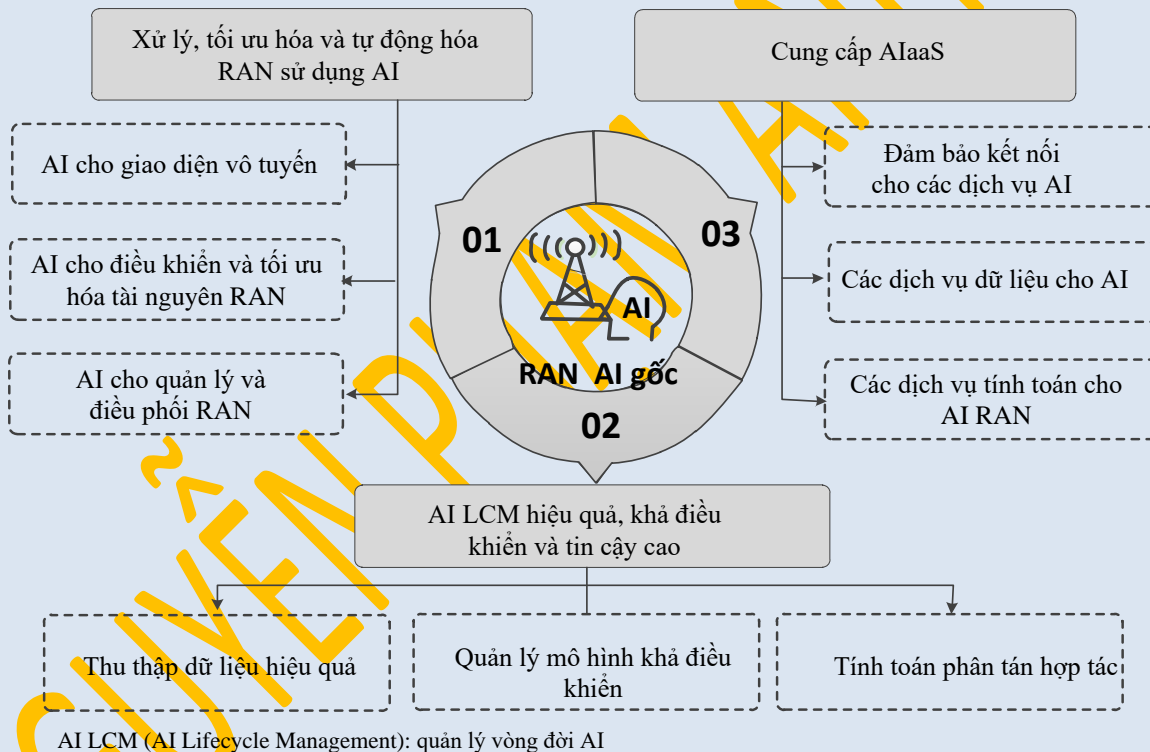 Xử lý, tối ưu hóa và tự động hóa
RAN sử dụng AI
Cung cấp AIaaS
AI cho giao diện vô tuyến
AI cho điều khiển và tối ưu
hóa tài nguyên RAN
AI cho quản lý và
điều phối RAN
01
03
AI
RAN AI gốc
02
Đảm bảo kết nối
cho các dịch vụ AI
Các dịch vụ dữ liệu cho AI
Các dịch vụ tính toán cho
AI RAN
AI LCM hiệu quả, khả điều
khiển và tin cậy cao
Thu thập dữ liệu hiệu quả
Quản lý mô hình khả điều
khiển
Tính toán phân tán hợp tác
AI LCM (AI Lifecycle Management): quản lý vòng đời AI